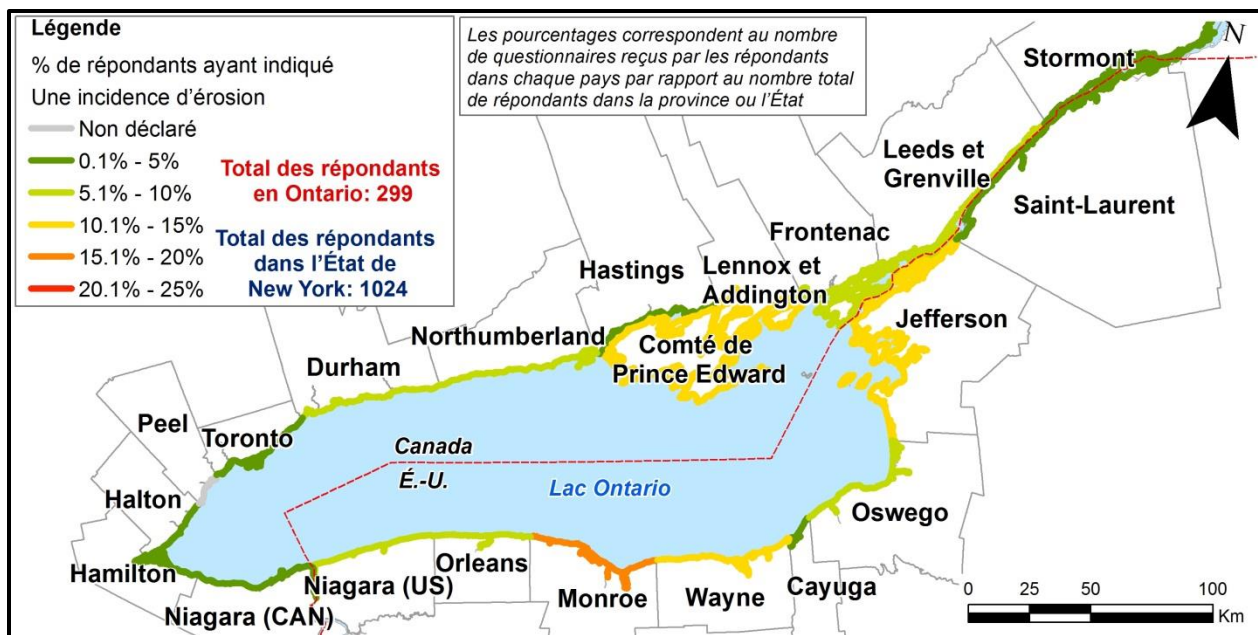 Légende
% de répondants ayant indiqué
Une incidence d’érosion
Non déclaré
0.1% - 5%
5.1% - 10%
10.1% - 15%
15.1% - 20%
20.1% - 25%
Total des répondants
en Ontario: 299
Total des répondants
dans l’État de
New York: 1024
Les pourcentages correspondent au nombre
de questionnaires reçus par les répondants
dans chaque pays par rapport au nombre total
de répondants dans la province ou l’État
N
Stormont
Leeds et
Grenville
Saint-Laurent
Frontenac
Hastings
Lennox et
Addington
Jefferson
Northumberland
Comté de
Prince Edward
Durham
Peel
Toronto
Canada
É.-U.
Lac Ontario
Halton
Oswego
Hamilton
Niagara (CAN)
Niagara (US)
Orleans
Monroe
Wayne
Cayuga
0 25 50 100
Km